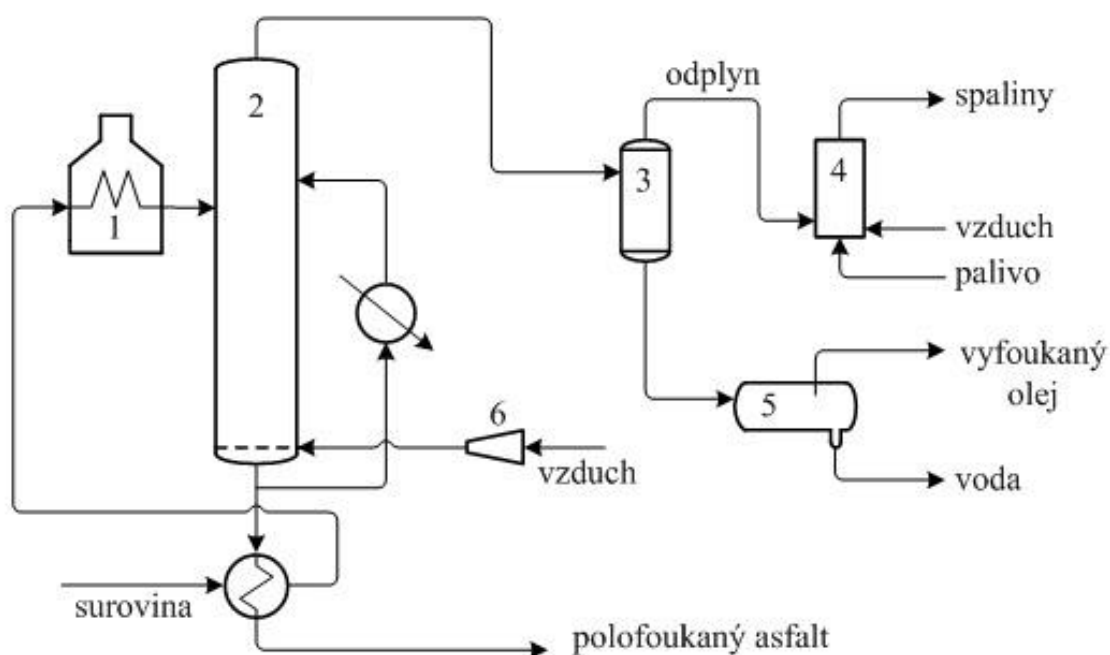 odplyn
spaliny
2
1
3
4
vzduch
palivo
vyfoukaný
olej
5
6
vzduch
voda
surovina
polofoukaný asfalt